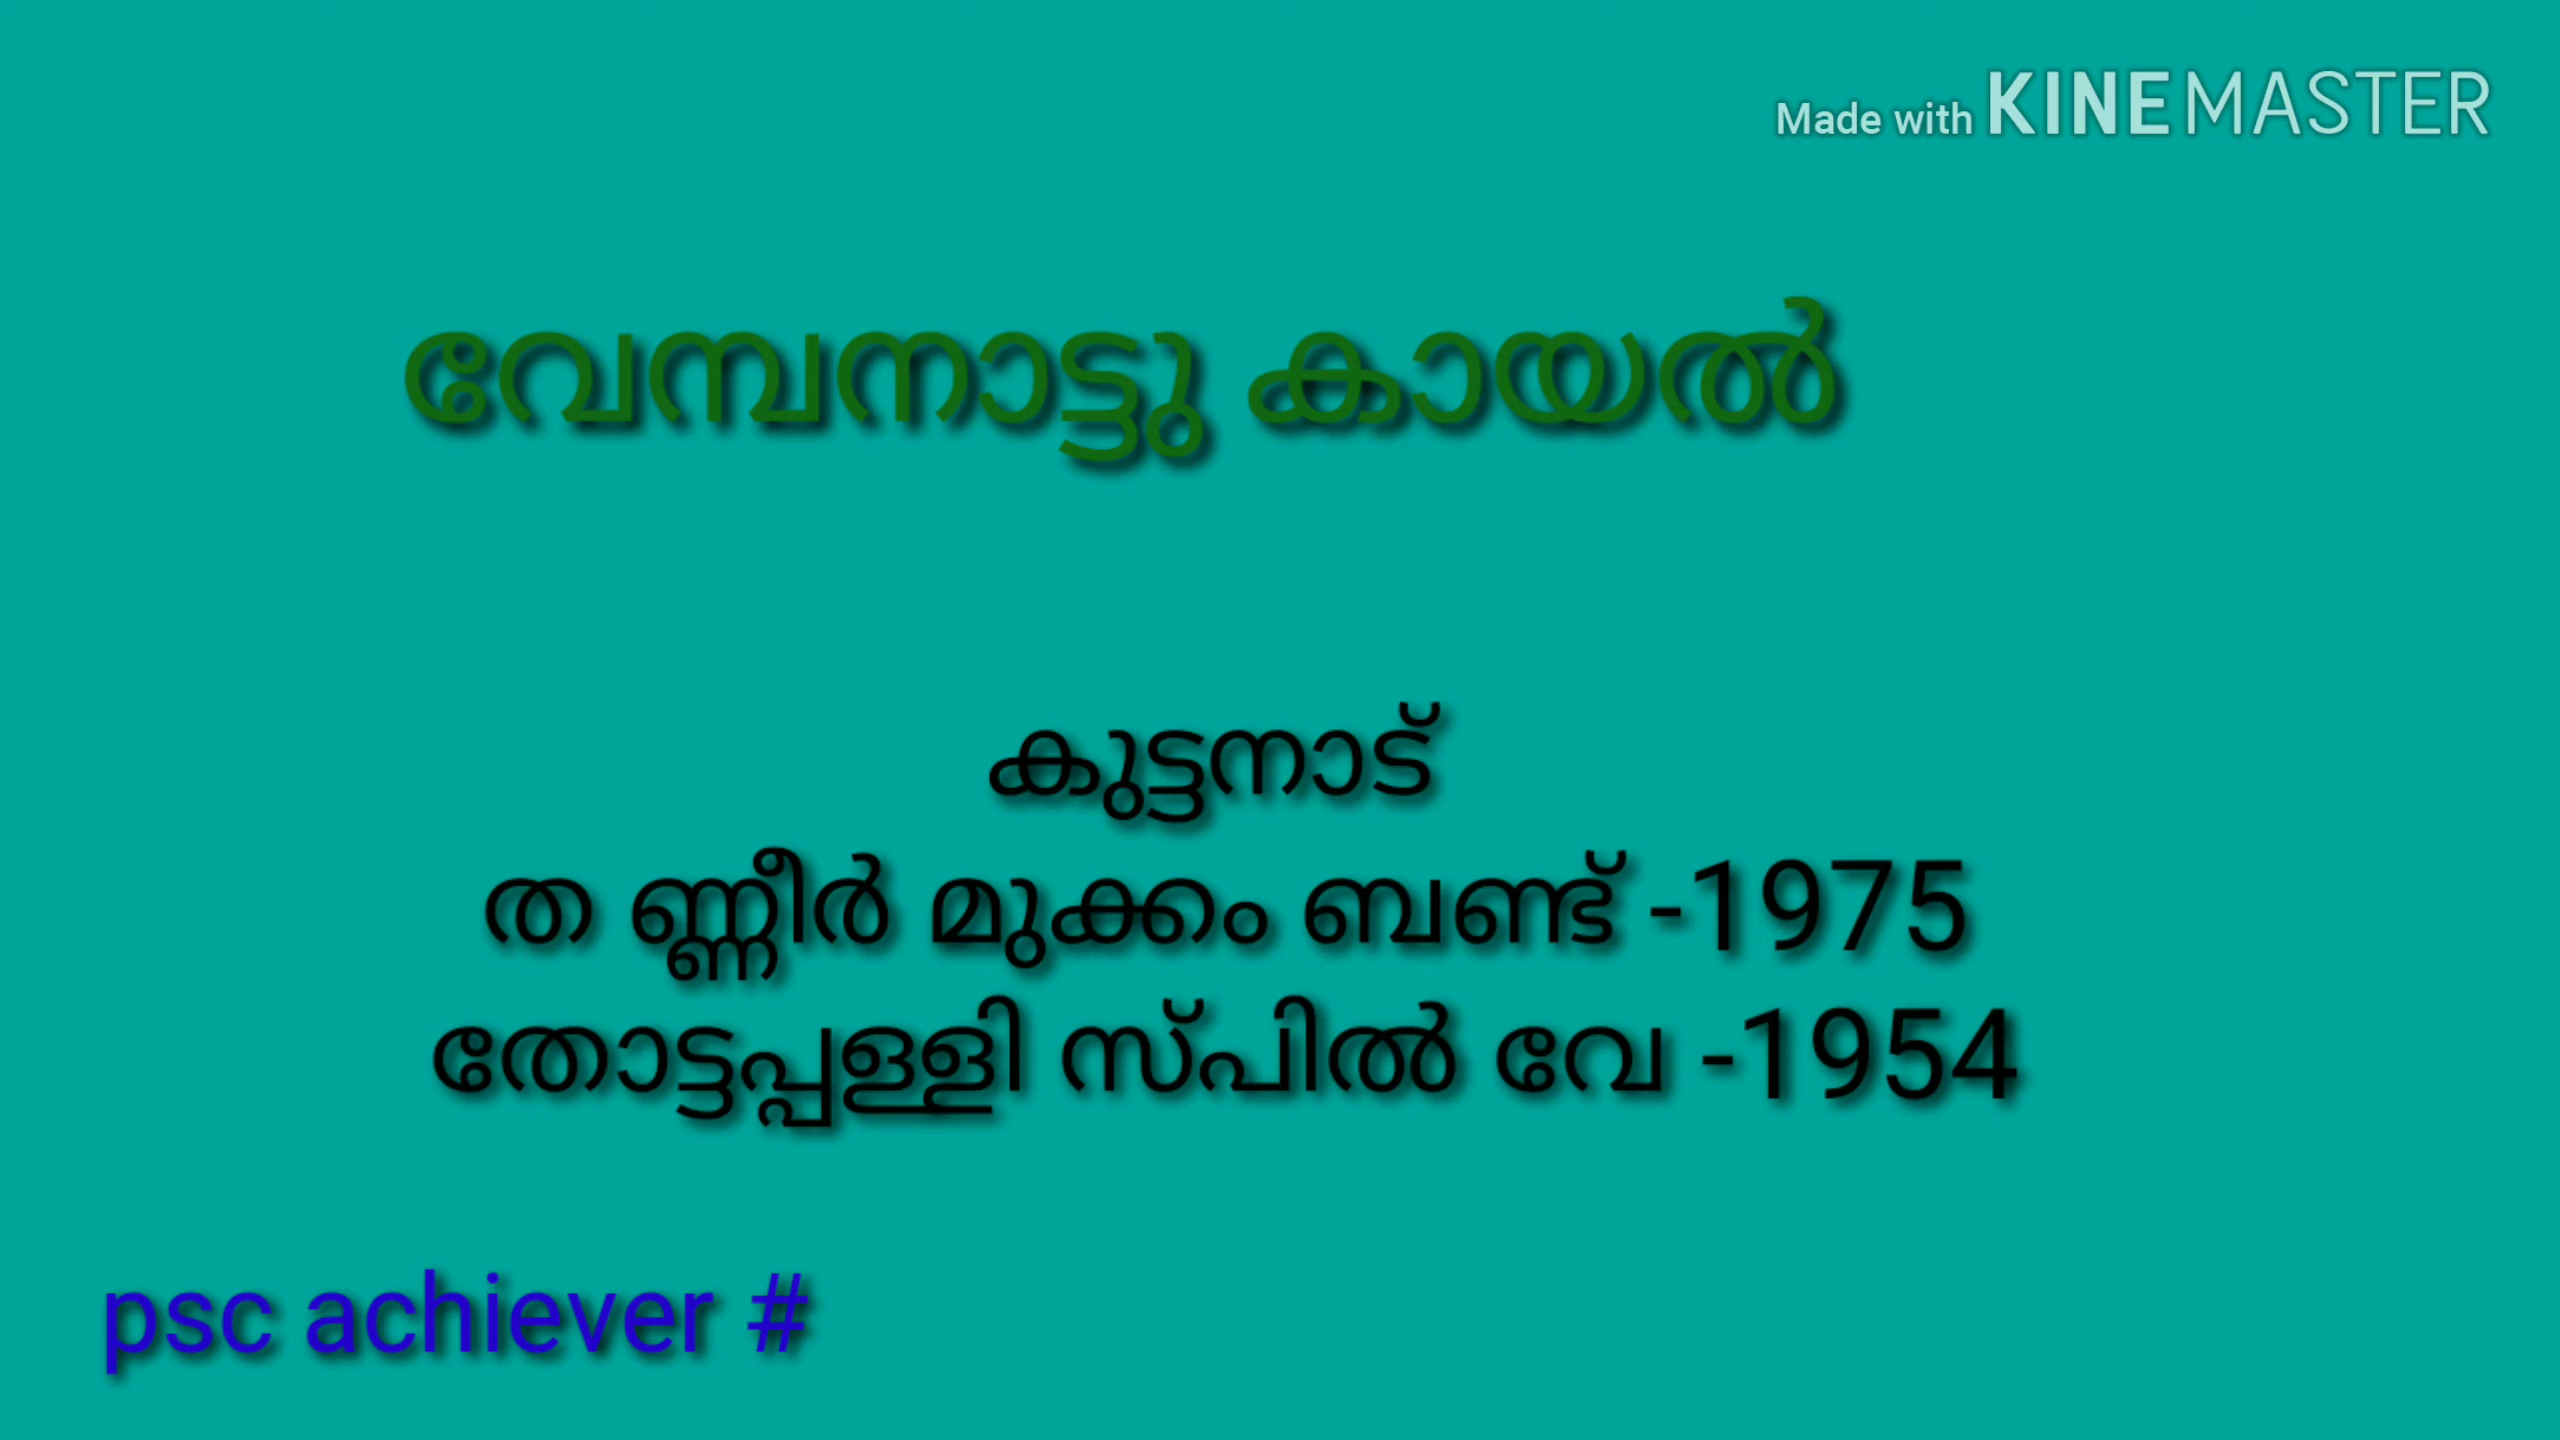 Made with KINEMASTER
വേമ്പനാട്ടു കായൽ
കുട്ടനാട്
ത ണ്ണീർ മുക്കം ബണ്ട് -1975
തോട്ടപ്പള്ളി സ്പിൽ വേ -1954
psc achiever #